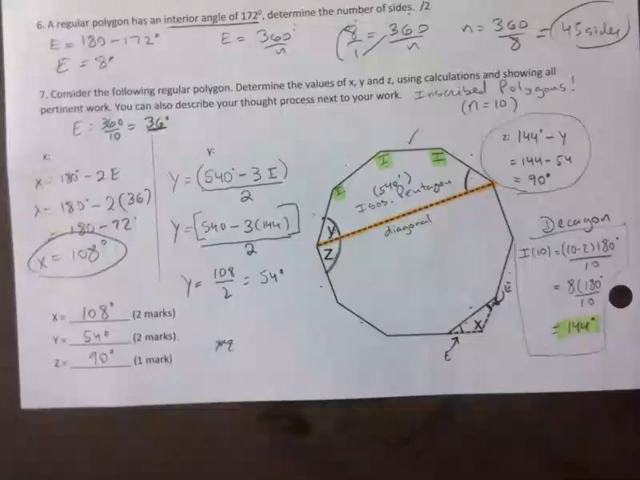 6. A regular polygon has an interior angle of 172°, determine the number of sides. /2
E = 180 - 172°
E = 8°
E = 360/n
8/1 = 360/n
n = 360/8 = 45 sides
7. Consider the following regular polygon. Determine the values of x, y and z, using calculations and showing all
pertinent work. You can also describe your thought process next to your work.
Inscribed Polygons!
(n = 10)
E = 360/10 = 36°
x:
x = 180° - 2E
x = 180° - 2(36)
= 180 - 72°
x = 108°
y:
y = (540° - 3I)/2
y = [540 - 3(144)]/2
y = 108/2 = 54°
X = 108° (2 marks)
Y = 54° (2 marks)
Z = 90° (1 mark)
I
I
I
(540°)
Isos. Pentagon
diagonal
y
z
x
E
E
z = 144° - y
= 144 - 54
= 90°
Decagon
I(10) = (10-2)180°/10
= 8(180°)/10
= 144°